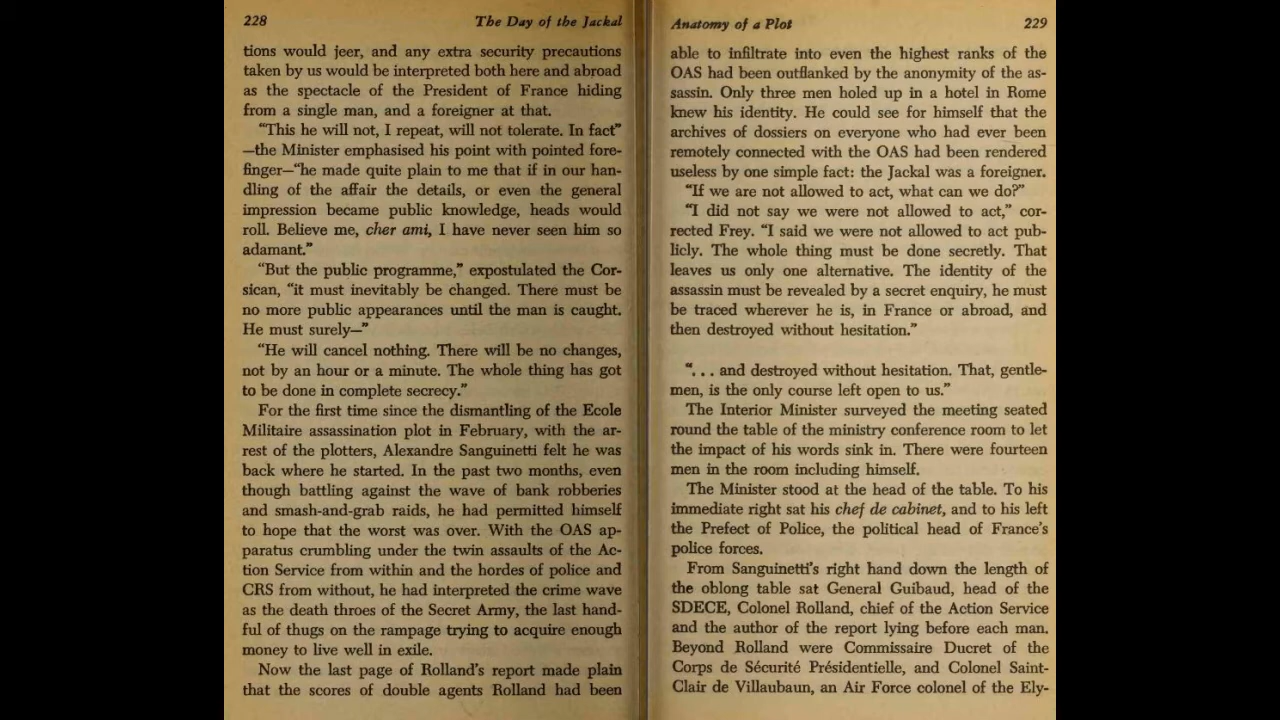 228
The Day of the Jackal
tions would jeer, and any extra security precautions
taken by us would be interpreted both here and abroad
as the spectacle of the President of France hiding
from a single man, and a foreigner at that.
“This he will not, I repeat, will not tolerate. In fact”
—the Minister emphasised his point with pointed fore-
finger—“he made quite plain to me that if in our han-
dling of the affair the details, or even the general
impression became public knowledge, heads would
roll. Believe me, cher ami, I have never seen him so
adamant.”
“But the public programme,” expostulated the Cor-
sican, “it must inevitably be changed. There must be
no more public appearances until the man is caught.
He must surely—”
“He will cancel nothing. There will be no changes,
not by an hour or a minute. The whole thing has got
to be done in complete secrecy.”
For the first time since the dismantling of the Ecole
Militaire assassination plot in February, with the ar-
rest of the plotters, Alexandre Sanguinetti felt he was
back where he started. In the past two months, even
though battling against the wave of bank robberies
and smash-and-grab raids, he had permitted himself
to hope that the worst was over. With the OAS ap-
paratus crumbling under the twin assaults of the Ac-
tion Service from within and the hordes of police and
CRS from without, he had interpreted the crime wave
as the death throes of the Secret Army, the last hand-
ful of thugs on the rampage trying to acquire enough
money to live well in exile.
Now the last page of Rolland’s report made plain
that the scores of double agents Rolland had been
Anatomy of a Plot
229
able to infiltrate into even the highest ranks of the
OAS had been outflanked by the anonymity of the as-
sassin. Only three men holed up in a hotel in Rome
knew his identity. He could see for himself that the
archives of dossiers on everyone who had ever been
remotely connected with the OAS had been rendered
useless by one simple fact: the Jackal was a foreigner.
“If we are not allowed to act, what can we do?”
“I did not say we were not allowed to act,” cor-
rected Frey. “I said we were not allowed to act pub-
licly. The whole thing must be done secretly. That
leaves us only one alternative. The identity of the
assassin must be revealed by a secret enquiry, he must
be traced wherever he is, in France or abroad, and
then destroyed without hesitation.”
“. . . and destroyed without hesitation. That, gentle-
men, is the only course left open to us.”
The Interior Minister surveyed the meeting seated
round the table of the ministry conference room to let
the impact of his words sink in. There were fourteen
men in the room including himself.
The Minister stood at the head of the table. To his
immediate right sat his chef de cabinet, and to his left
the Prefect of Police, the political head of France’s
police forces.
From Sanguinetti’s right hand down the length of
the oblong table sat General Guibaud, head of the
SDECE, Colonel Rolland, chief of the Action Service
and the author of the report lying before each man.
Beyond Rolland were Commissaire Ducret of the
Corps de Sécurité Présidentielle, and Colonel Saint-
Clair de Villaubaun, an Air Force colonel of the Ely-